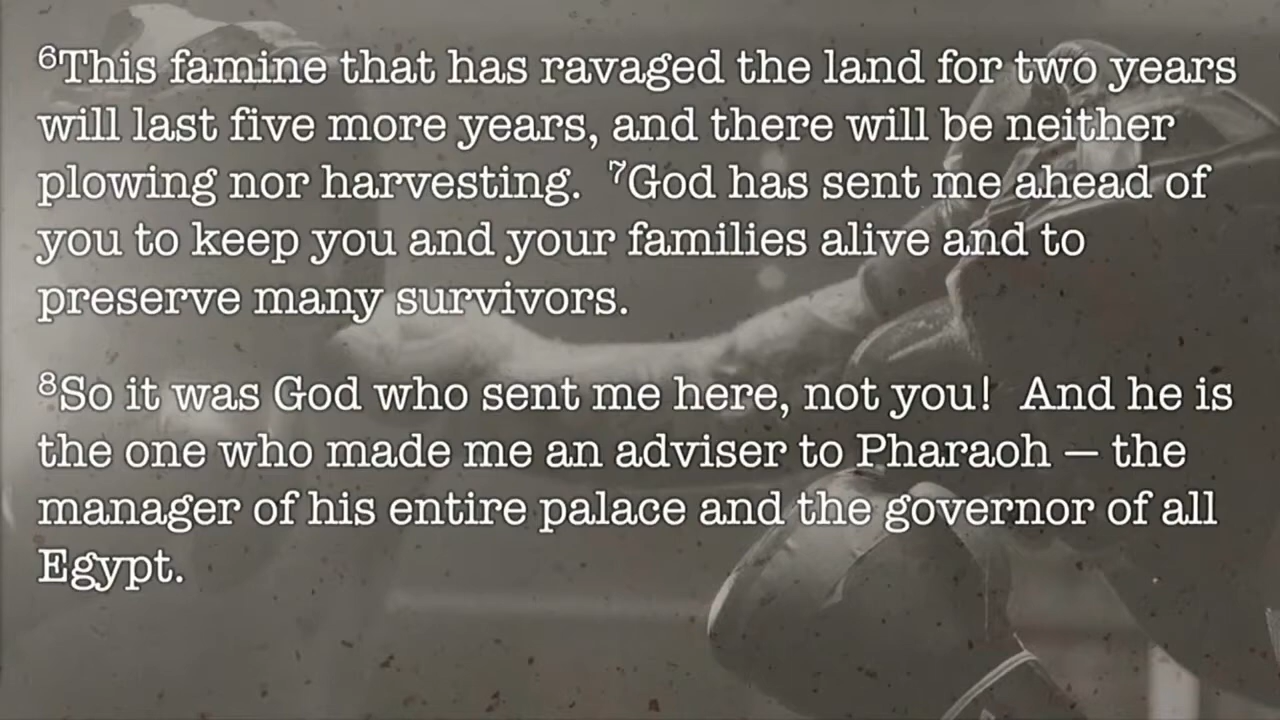 ⁶This famine that has ravaged the land for two years
will last five more years, and there will be neither
plowing nor harvesting. ⁷God has sent me ahead of
you to keep you and your families alive and to
preserve many survivors.
⁸So it was God who sent me here, not you! And he is
the one who made me an adviser to Pharaoh — the
manager of his entire palace and the governor of all
Egypt.